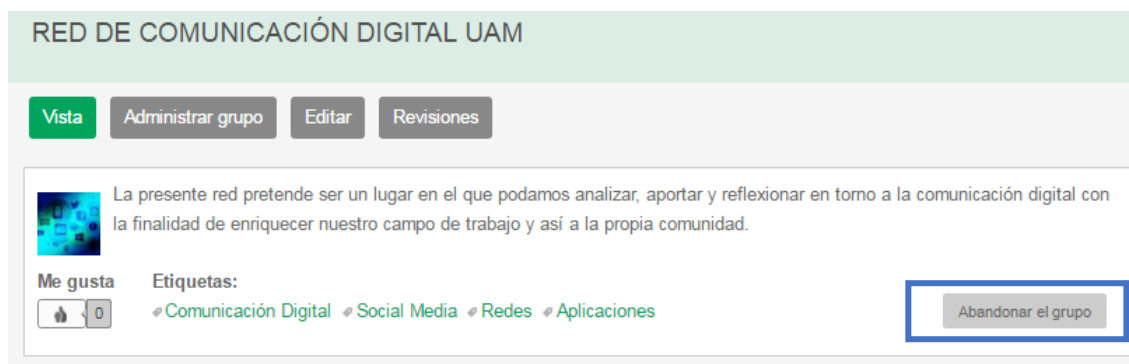 RED DE COMUNICACIÓN DIGITAL UAM
Vista Administrar grupo Editar Revisiones
La presente red pretende ser un lugar en el que podamos analizar, aportar y reflexionar en torno a la comunicación digital con
la finalidad de enriquecer nuestro campo de trabajo y así a la propia comunidad.
Me gusta Etiquetas:
0 Comunicación Digital Social Media Redes Aplicaciones Abandonar el grupo